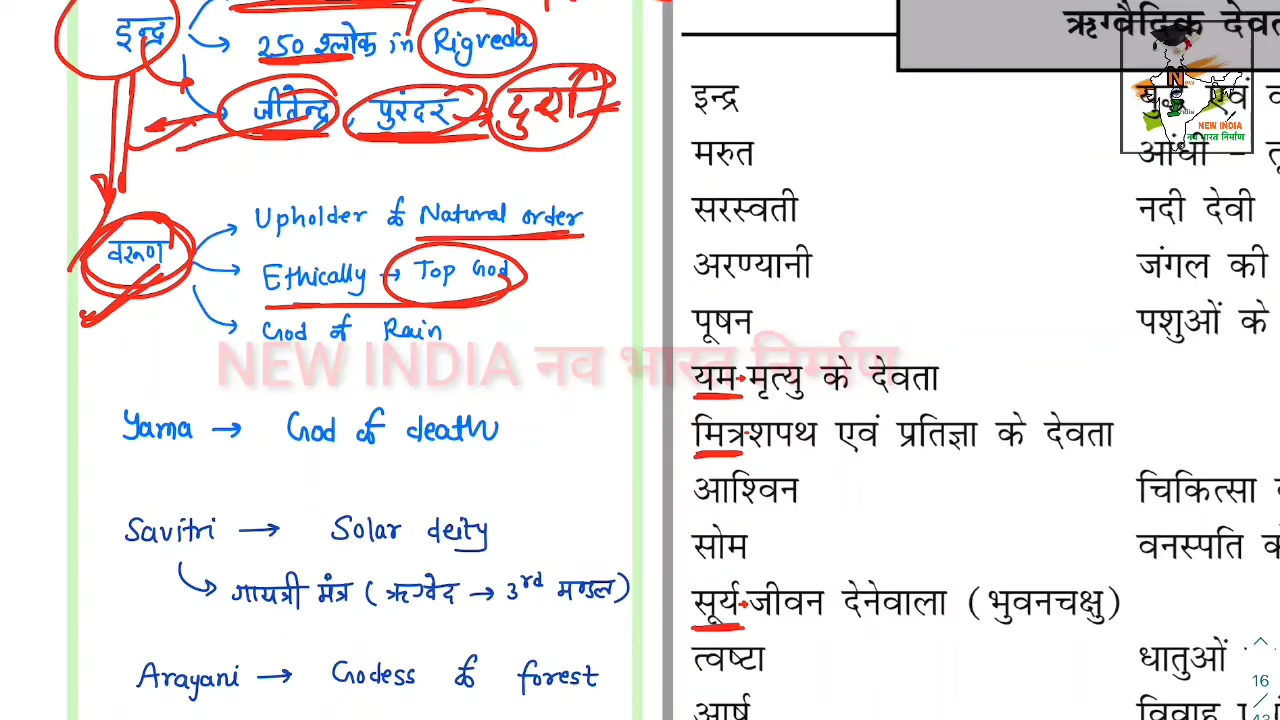 इन्द्र
250 श्लोक in Rigveda
जीतेन्द्र, पुरंदर → दुर्ग
वरूण
Upholder of Natural order
Ethically → Top God
God of Rain
NEW INDIA नव भारत निर्माण
Yama → God of death
Savitri → Solar deity
गायत्री मंत्र ( ऋग्वेद → 3rd मण्डल)
Arayani → Godess of forest
ऋग्वैदिक
NEW INDIA
नव भारत निर्माण
इन्द्र
मरुत
सरस्वती नदी देवी
अरण्यानी जंगल की
पूषन पशुओं के
यम-मृत्यु के देवता
मित्र-शपथ एवं प्रतिज्ञा के देवता
आश्विन चिकित्सा
सोम वनस्पति
सूर्य-जीवन देनेवाला (भुवनचक्षु)
त्वष्टा धातुओं
आर्ष
16